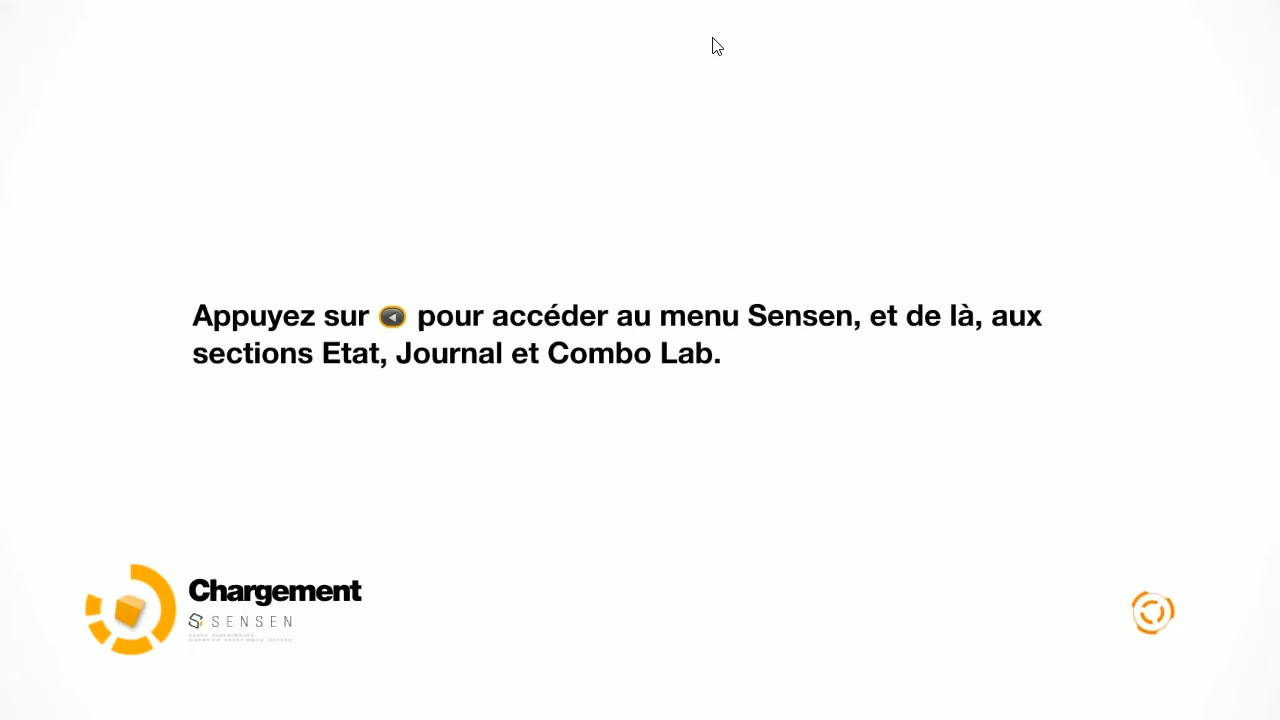 Appuyez sur pour accéder au menu Sensen, et de là, aux
sections Etat, Journal et Combo Lab.
Chargement
SENSEN